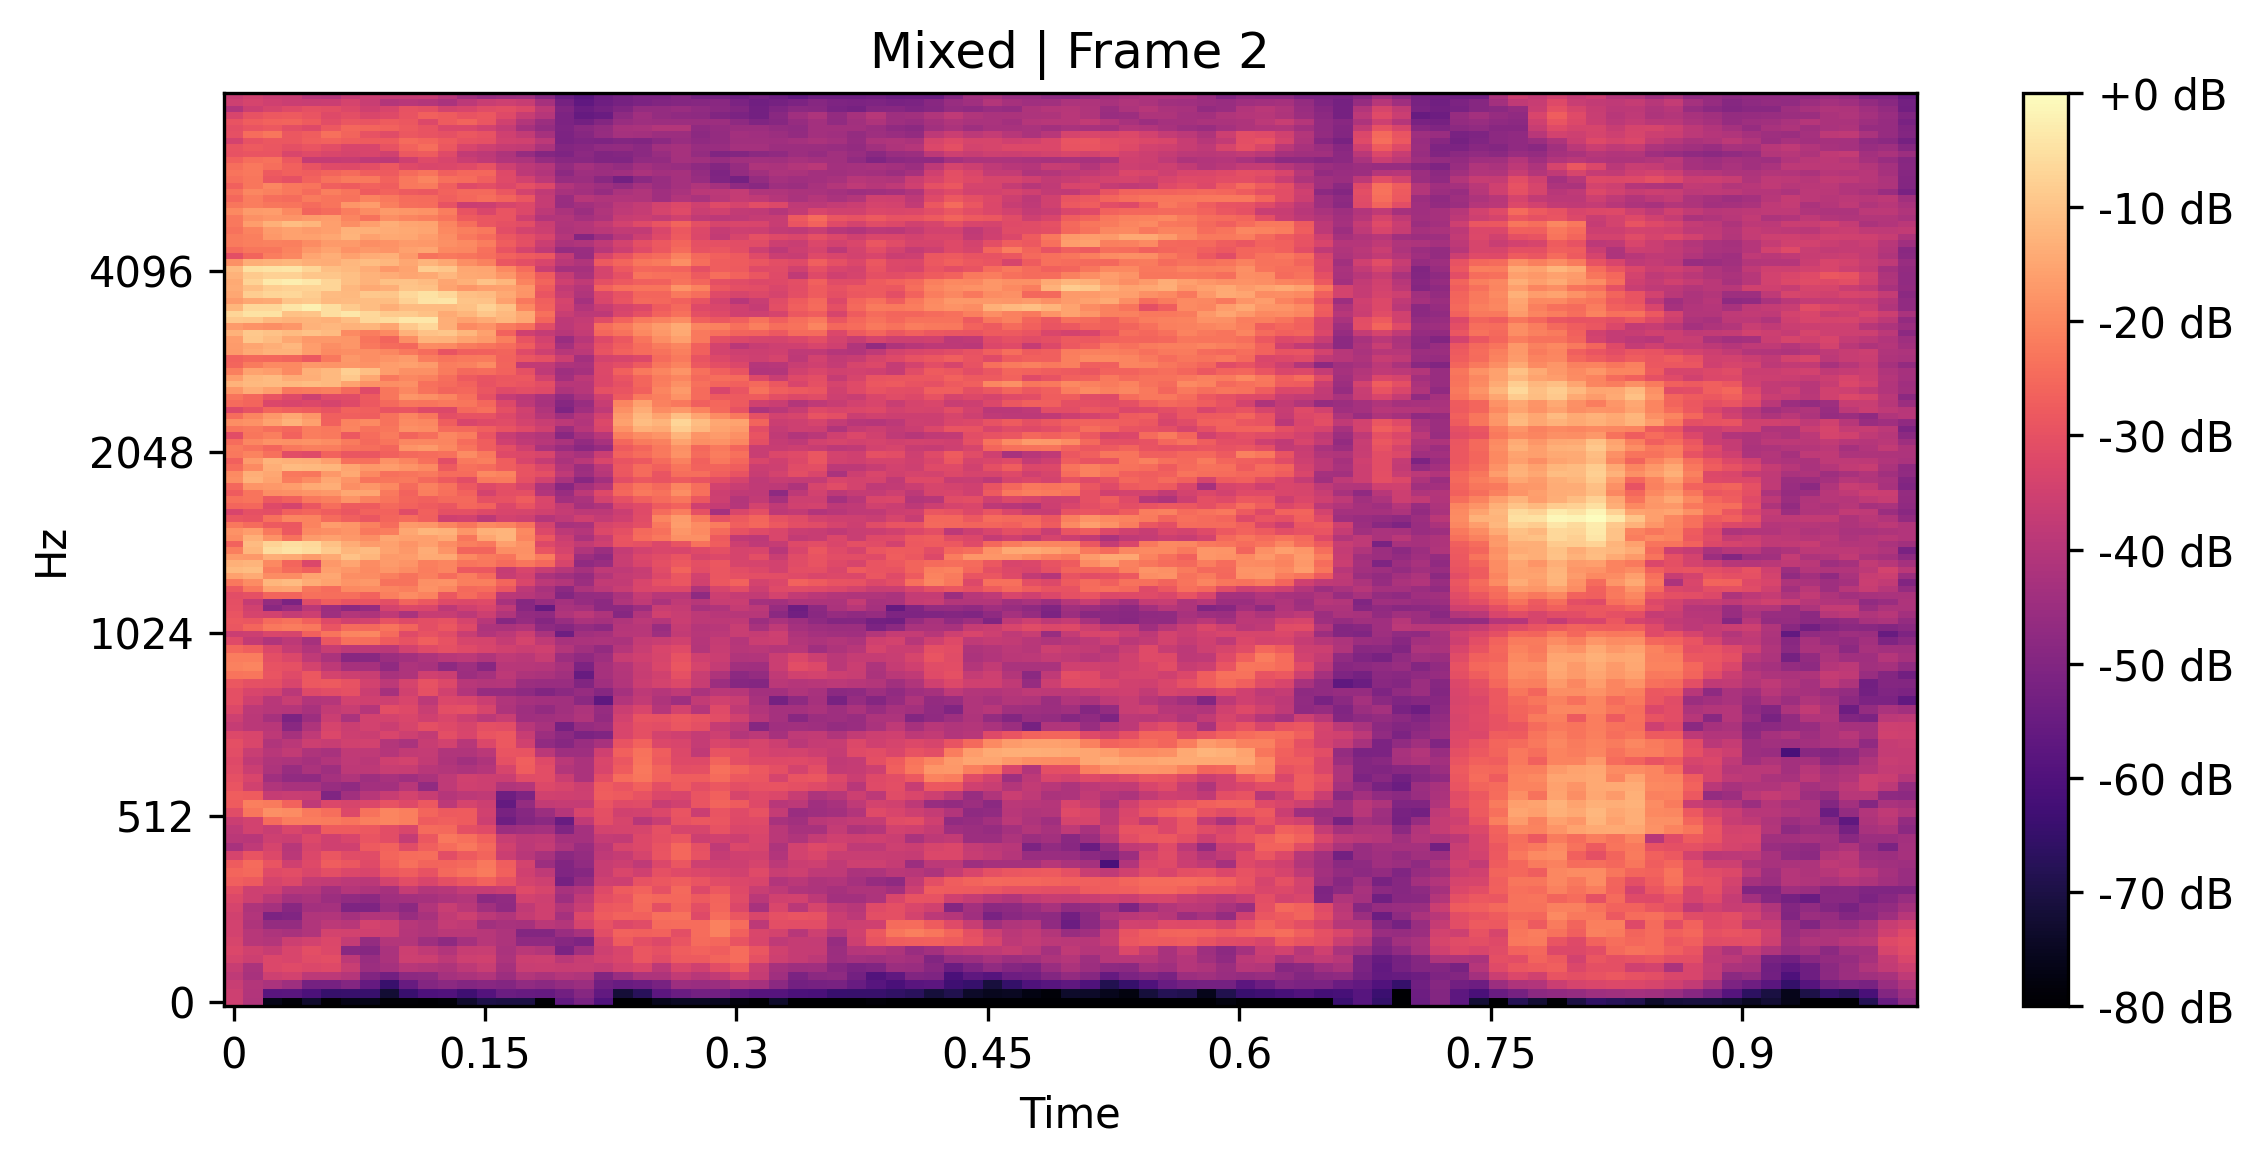 Mixed | Frame 2
Hz
4096
2048
1024
512
0
0 0.15 0.3 0.45 0.6 0.75 0.9
Time
+0 dB
-10 dB
-20 dB
-30 dB
-40 dB
-50 dB
-60 dB
-70 dB
-80 dB